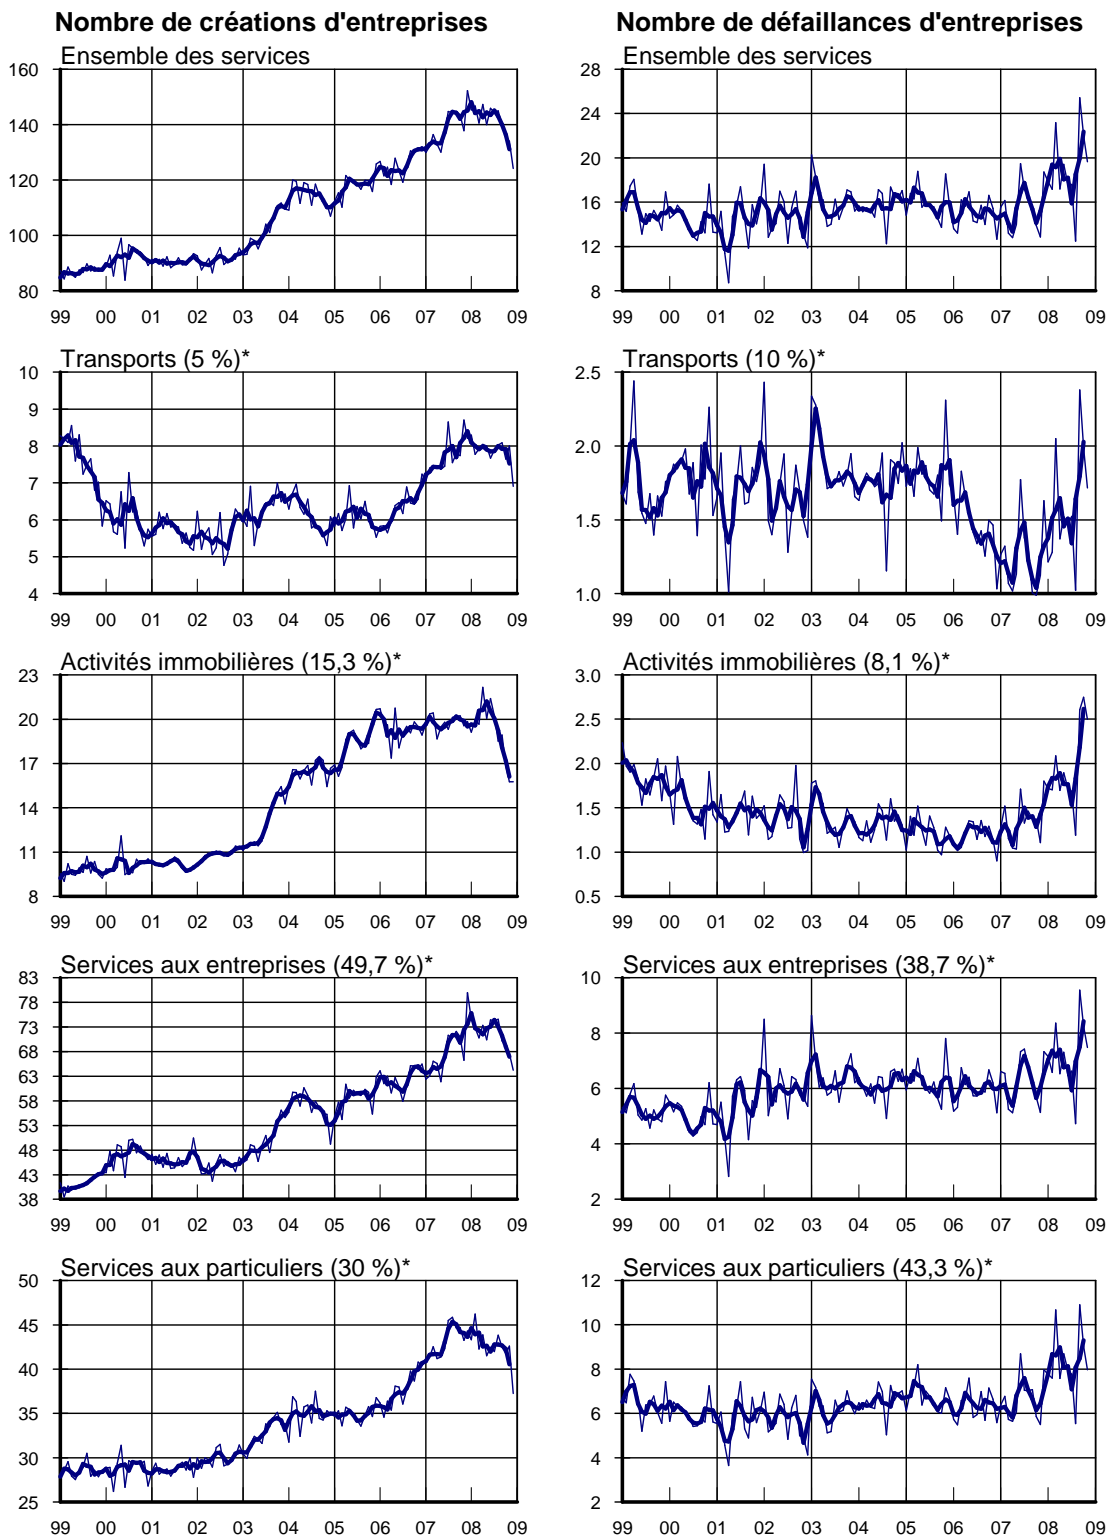 Nombre de créations d'entreprises
Ensemble des services
160
140
120
100
80
99 00 01 02 03 04 05 06 07 08 09
Transports (5 %)*
10
9
8
7
6
5
4
99 00 01 02 03 04 05 06 07 08 09
Activités immobilières (15,3 %)*
23
20
17
14
11
8
99 00 01 02 03 04 05 06 07 08 09
Services aux entreprises (49,7 %)*
83
78
73
68
63
58
53
48
43
38
99 00 01 02 03 04 05 06 07 08 09
Services aux particuliers (30 %)*
50
45
40
35
30
25
99 00 01 02 03 04 05 06 07 08 09
Nombre de défaillances d'entreprises
Ensemble des services
28
24
20
16
12
8
99 00 01 02 03 04 05 06 07 08 09
Transports (10 %)*
2.5
2.0
1.5
1.0
99 00 01 02 03 04 05 06 07 08 09
Activités immobilières (8,1 %)*
3.0
2.5
2.0
1.5
1.0
0.5
99 00 01 02 03 04 05 06 07 08 09
Services aux entreprises (38,7 %)*
10
8
6
4
2
99 00 01 02 03 04 05 06 07 08 09
Services aux particuliers (43,3 %)*
12
10
8
6
4
2
99 00 01 02 03 04 05 06 07 08 09